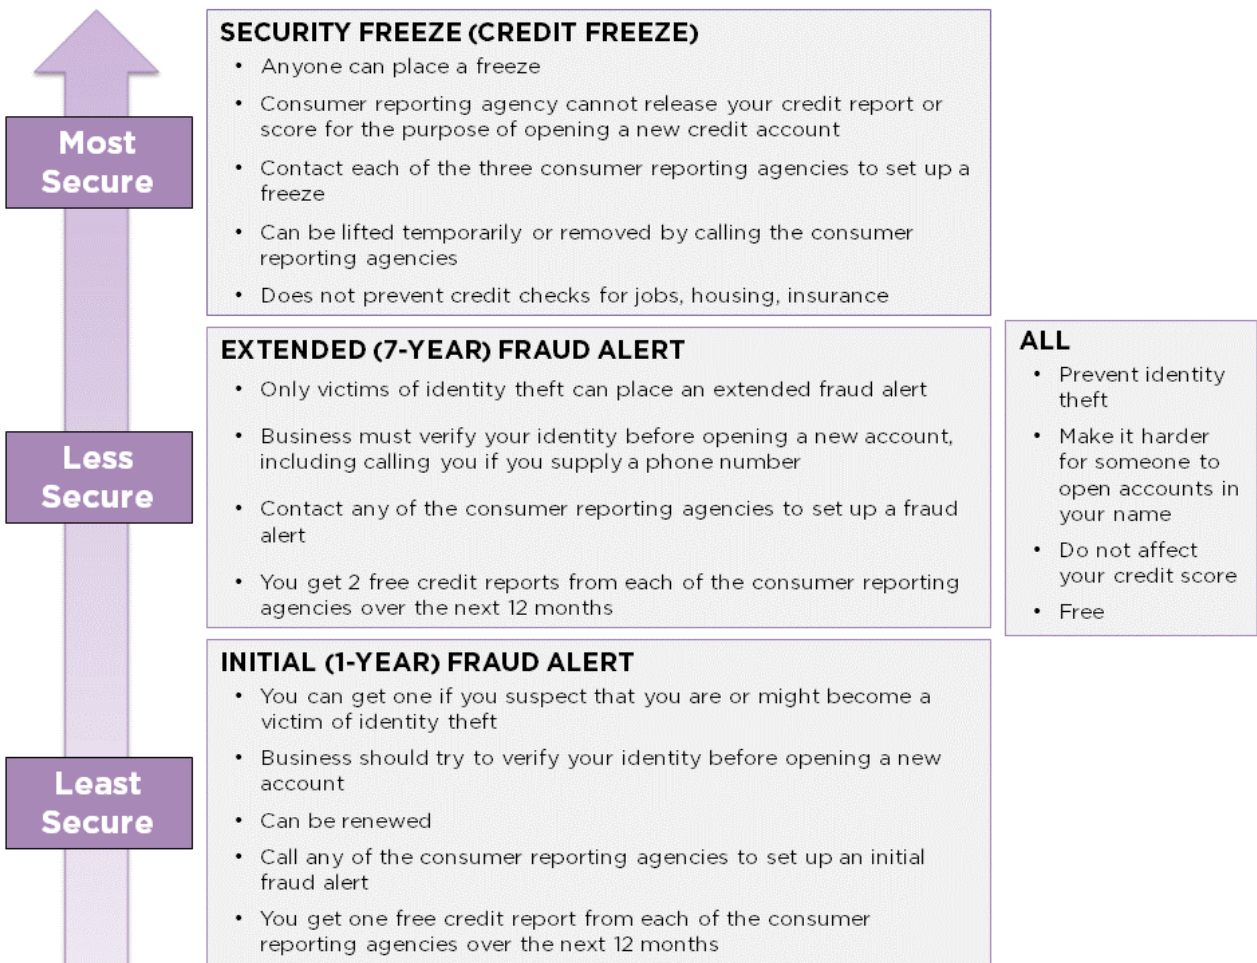 SECURITY FREEZE (CREDIT FREEZE)
• Anyone can place a freeze
• Consumer reporting agency cannot release your credit report or
score for the purpose of opening a new credit account
• Contact each of the three consumer reporting agencies to set up a
freeze
• Can be lifted temporarily or removed by calling the consumer
reporting agencies
• Does not prevent credit checks for jobs, housing, insurance
Most
Secure
EXTENDED (7-YEAR) FRAUD ALERT
• Only victims of identity theft can place an extended fraud alert
• Business must verify your identity before opening a new account,
including calling you if you supply a phone number
• Contact any of the consumer reporting agencies to set up a fraud
alert
• You get 2 free credit reports from each of the consumer reporting
agencies over the next 12 months
Less
Secure
ALL
• Prevent identity
theft
• Make it harder
for someone to
open accounts in
your name
• Do not affect
your credit score
• Free
INITIAL (1-YEAR) FRAUD ALERT
• You can get one if you suspect that you are or might become a
victim of identity theft
• Business should try to verify your identity before opening a new
account
• Can be renewed
• Call any of the consumer reporting agencies to set up an initial
fraud alert
• You get one free credit report from each of the consumer
reporting agencies over the next 12 months
Least
Secure